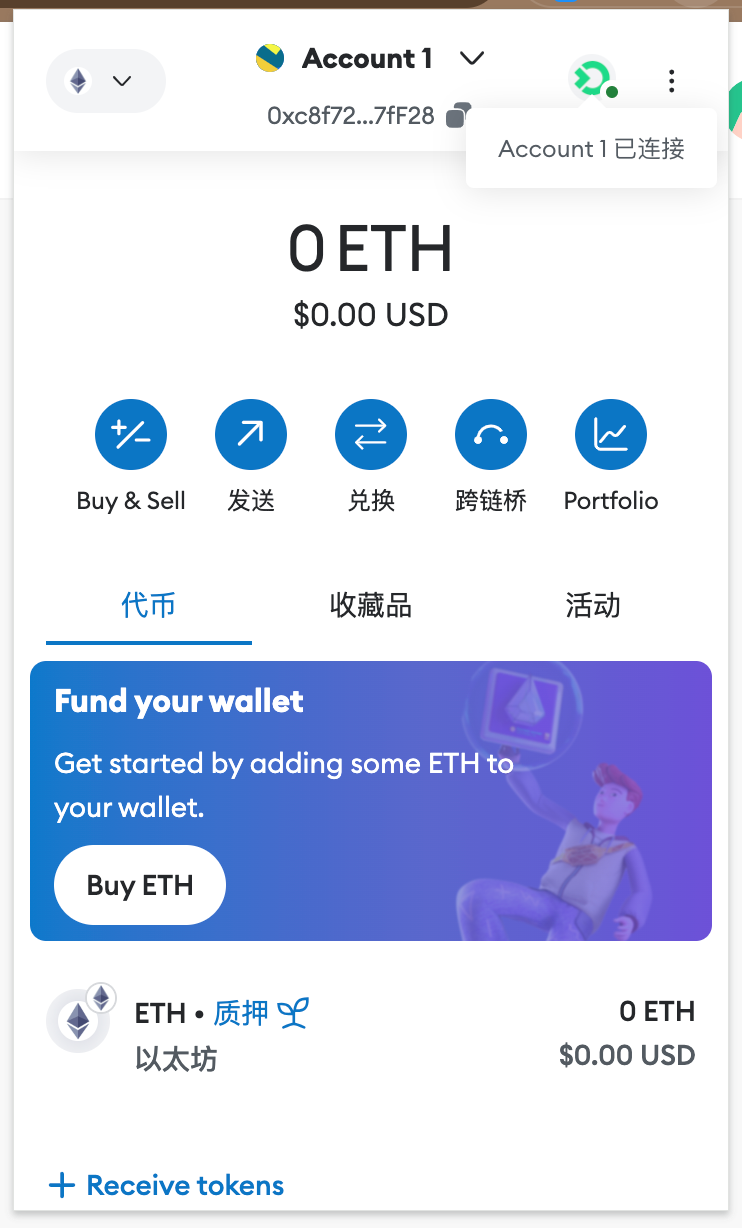 Account 1
0xc8f72...7fF28
Account 1 已连接
0 ETH
$0.00 USD
Buy & Sell
发送
兑换
跨链桥
Portfolio
代币
收藏品
活动
Fund your wallet
Get started by adding some ETH to
your wallet.
Buy ETH
ETH • 质押
0 ETH
以太坊
$0.00 USD
+ Receive tokens